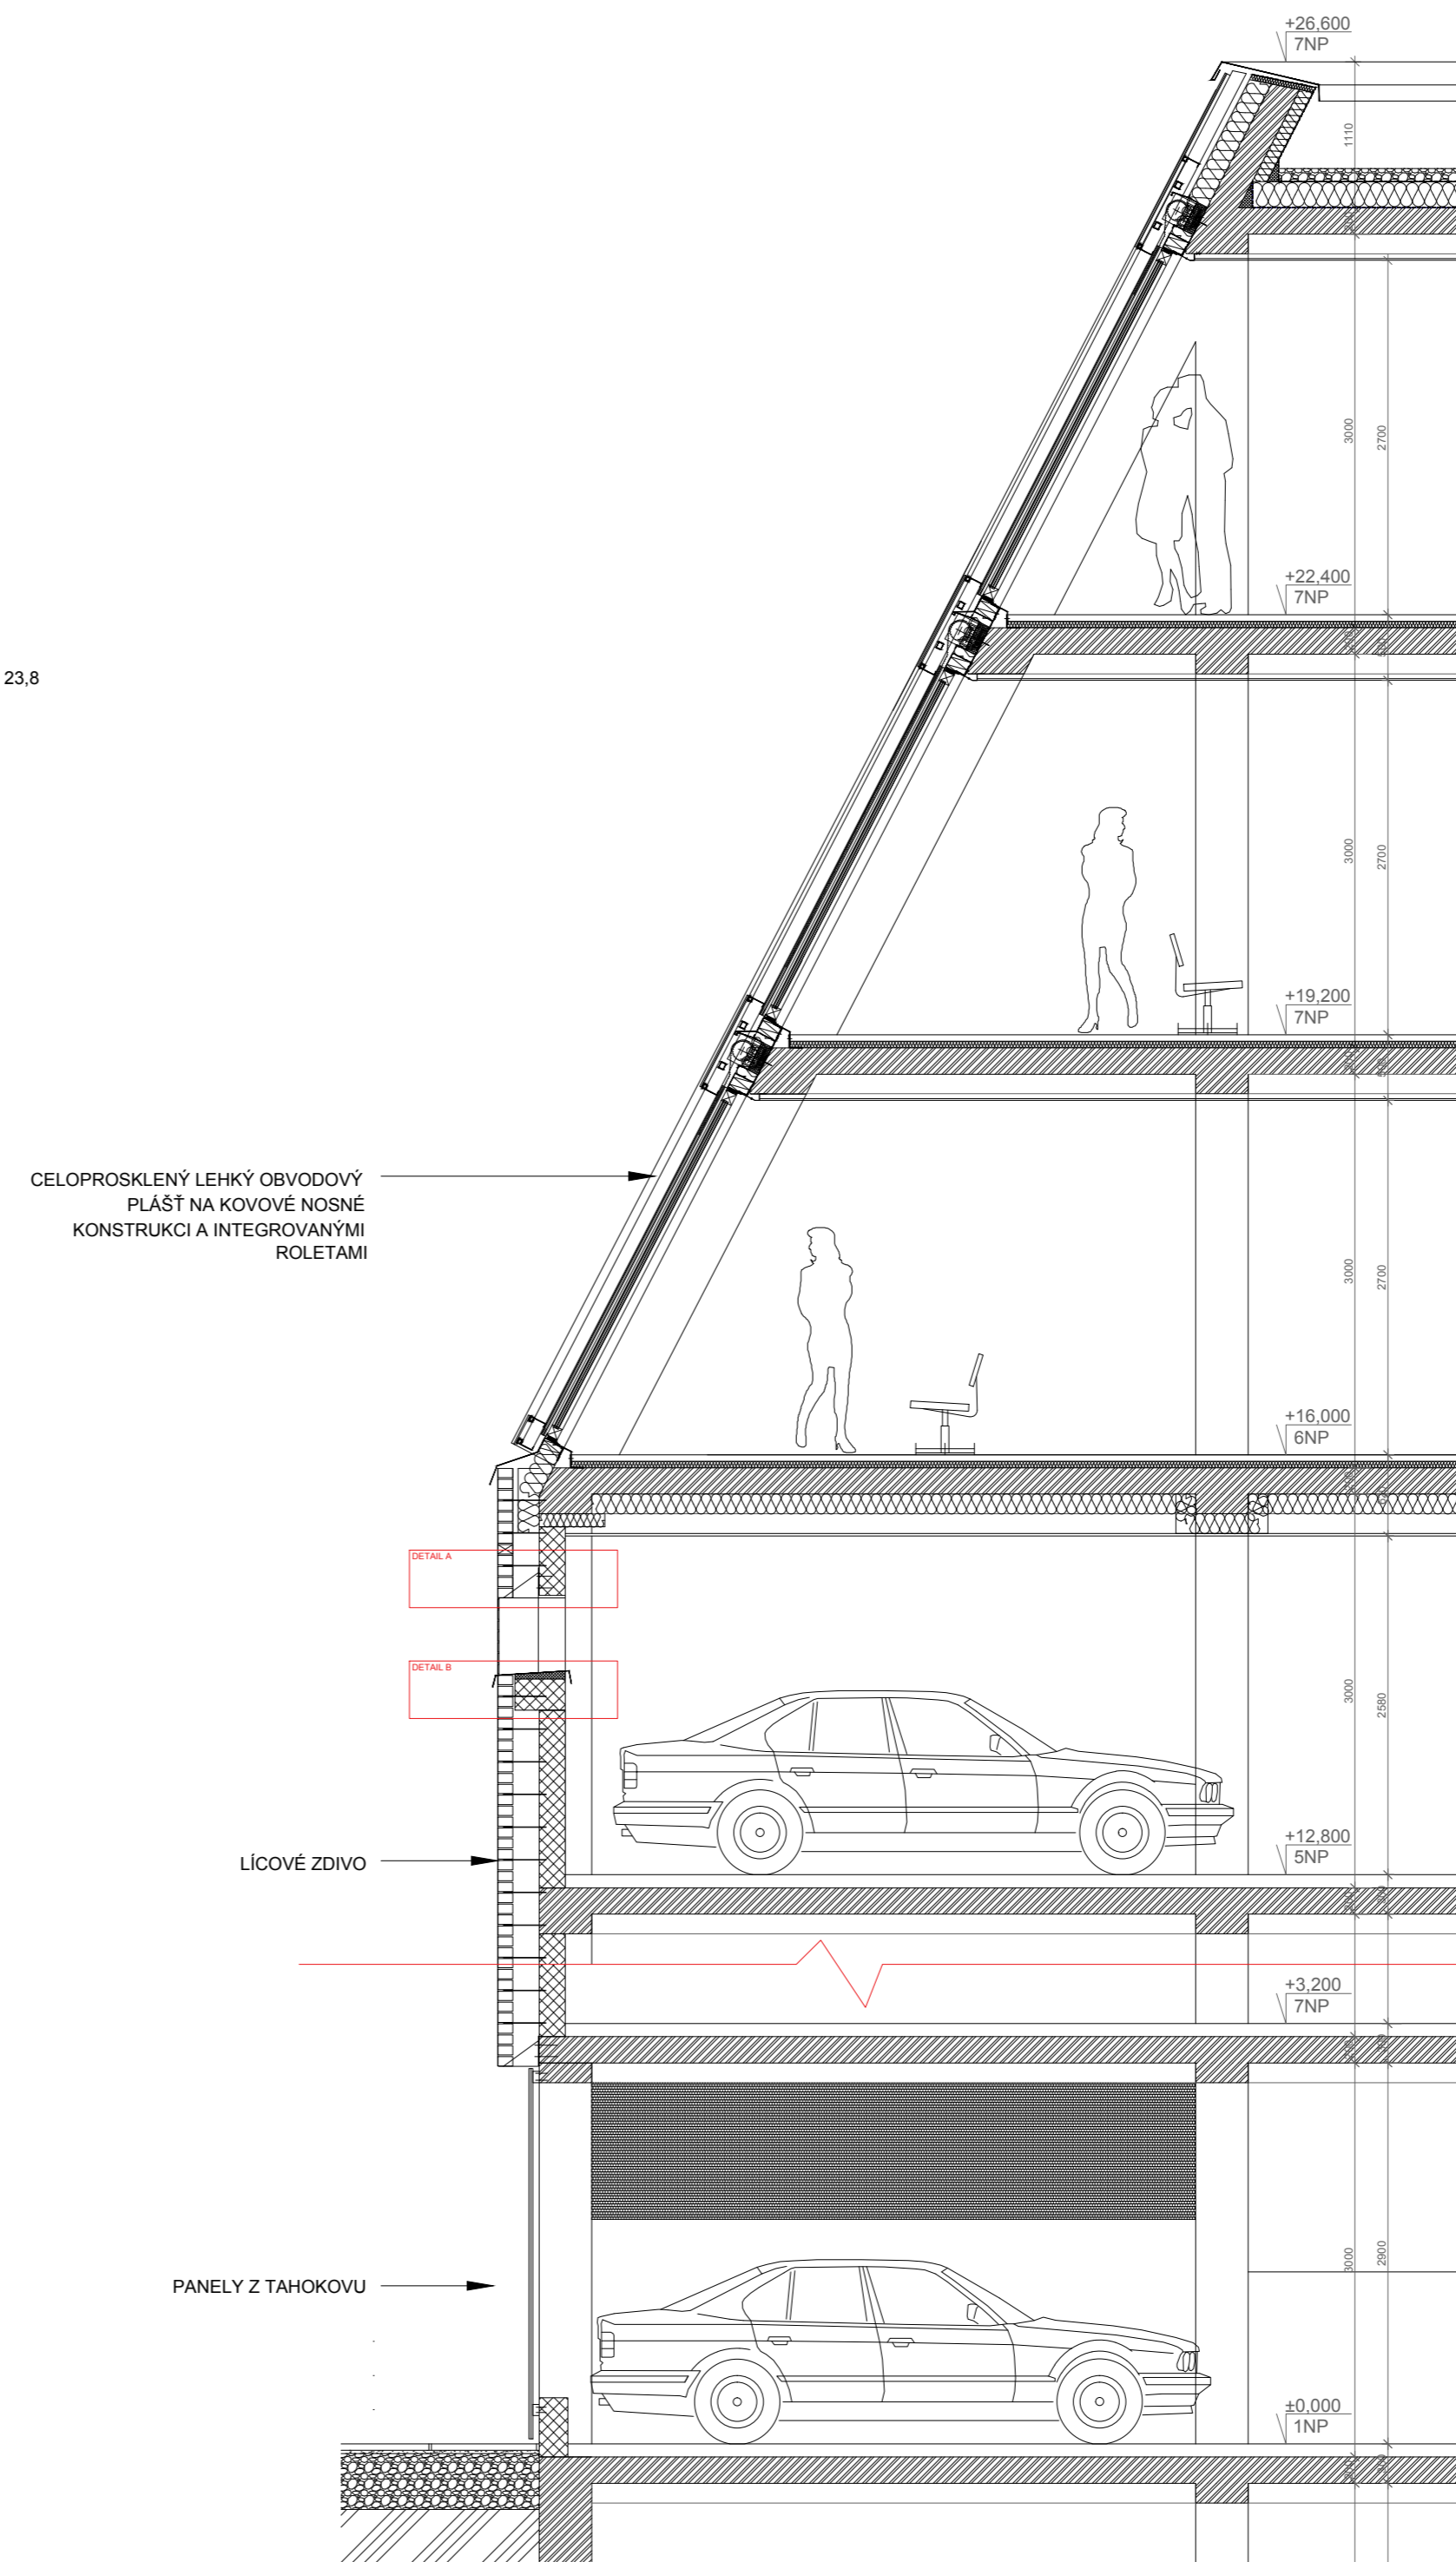 +26,600
7NP
1110
3000
2700
+22,400
7NP
23,8
3000
2700
+19,200
7NP
CELOPROSKLENÝ LEHKÝ OBVODOVÝ
PLÁŠŤ NA KOVOVÉ NOSNÉ
KONSTRUKCI A INTEGROVANÝMI
ROLETAMI
3000
2700
+16,000
6NP
DETAIL A
DETAIL B
3000
2580
+12,800
5NP
LÍCOVÉ ZDIVO
+3,200
7NP
3000
2900
PANELY Z TAHOKOVU
±0,000
1NP